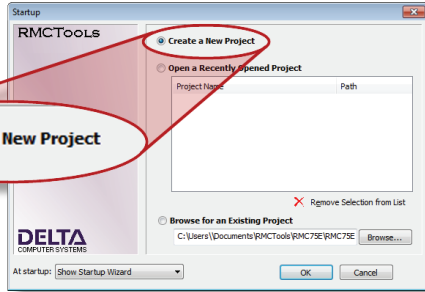 Startup
RMCTOOLS
Create a New Project
Open a Recently Opened Project
Project Name Path
New Project
Remove Selection from List
Browse for an Existing Project
C:\Users\\Documents\RMCTools\RMC75E\RMC75E Browse...
DELTA
COMPUTER SYSTEMS
At startup: Show Startup Wizard OK Cancel